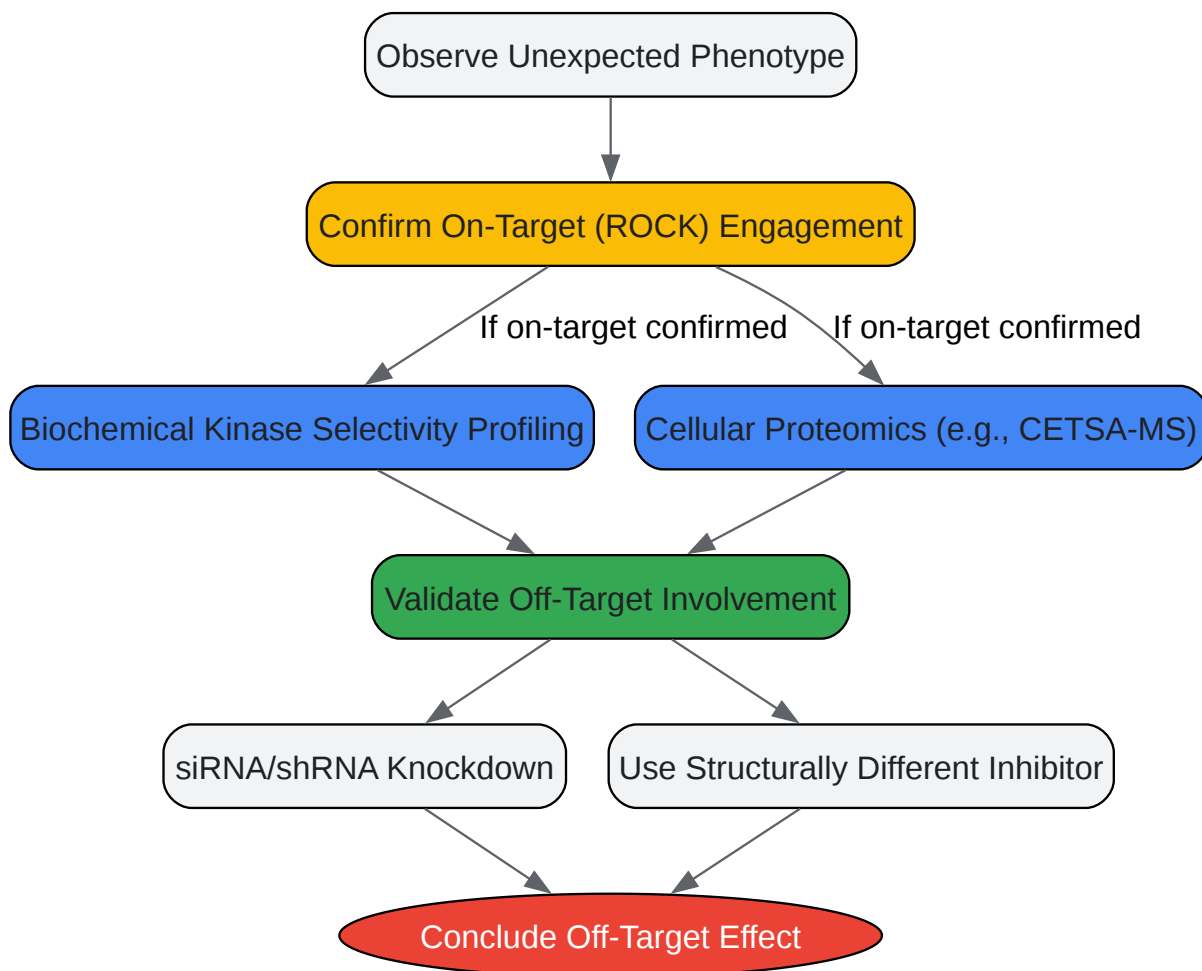 Observe Unexpected Phenotype
Confirm On-Target (ROCK) Engagement
If on-target confirmed
If on-target confirmed
Biochemical Kinase Selectivity Profiling
Cellular Proteomics (e.g., CETSA-MS)
Validate Off-Target Involvement
siRNA/shRNA Knockdown
Use Structurally Different Inhibitor
Conclude Off-Target Effect